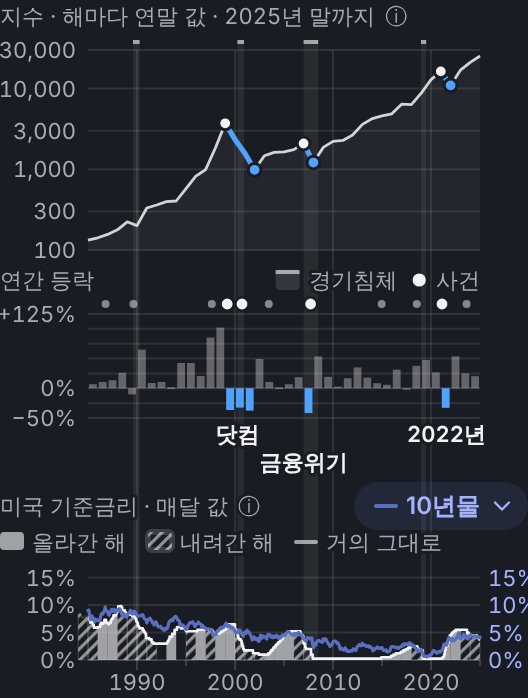 지수 · 해마다 연말 값 · 2025년 말까지 ⓘ
30,000
10,000
3,000
1,000
300
100
연간 등락 경기침체 사건
+125%
0%
−50%
닷컴 2022년
금융위기
미국 기준금리 · 매달 값 ⓘ 10년물
올라간 해 내려간 해 거의 그대로
15% 15%
10% 10%
5% 5%
0% 0%
1990 2000 2010 2020